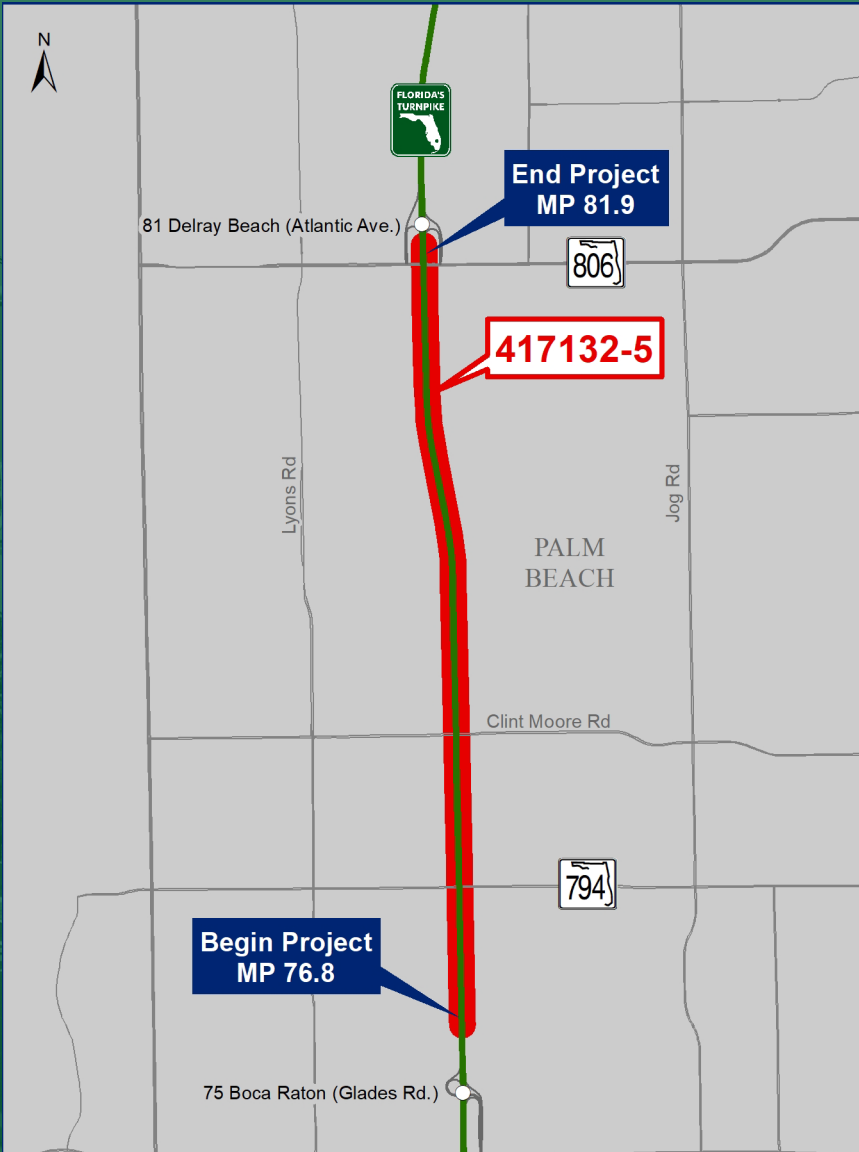 N
FLORIDA'S
TURNPIKE
End Project
MP 81.9
81 Delray Beach (Atlantic Ave.)
806
417132-5
Lyons Rd
Jog Rd
PALM
BEACH
Clint Moore Rd
794
Begin Project
MP 76.8
75 Boca Raton (Glades Rd.)